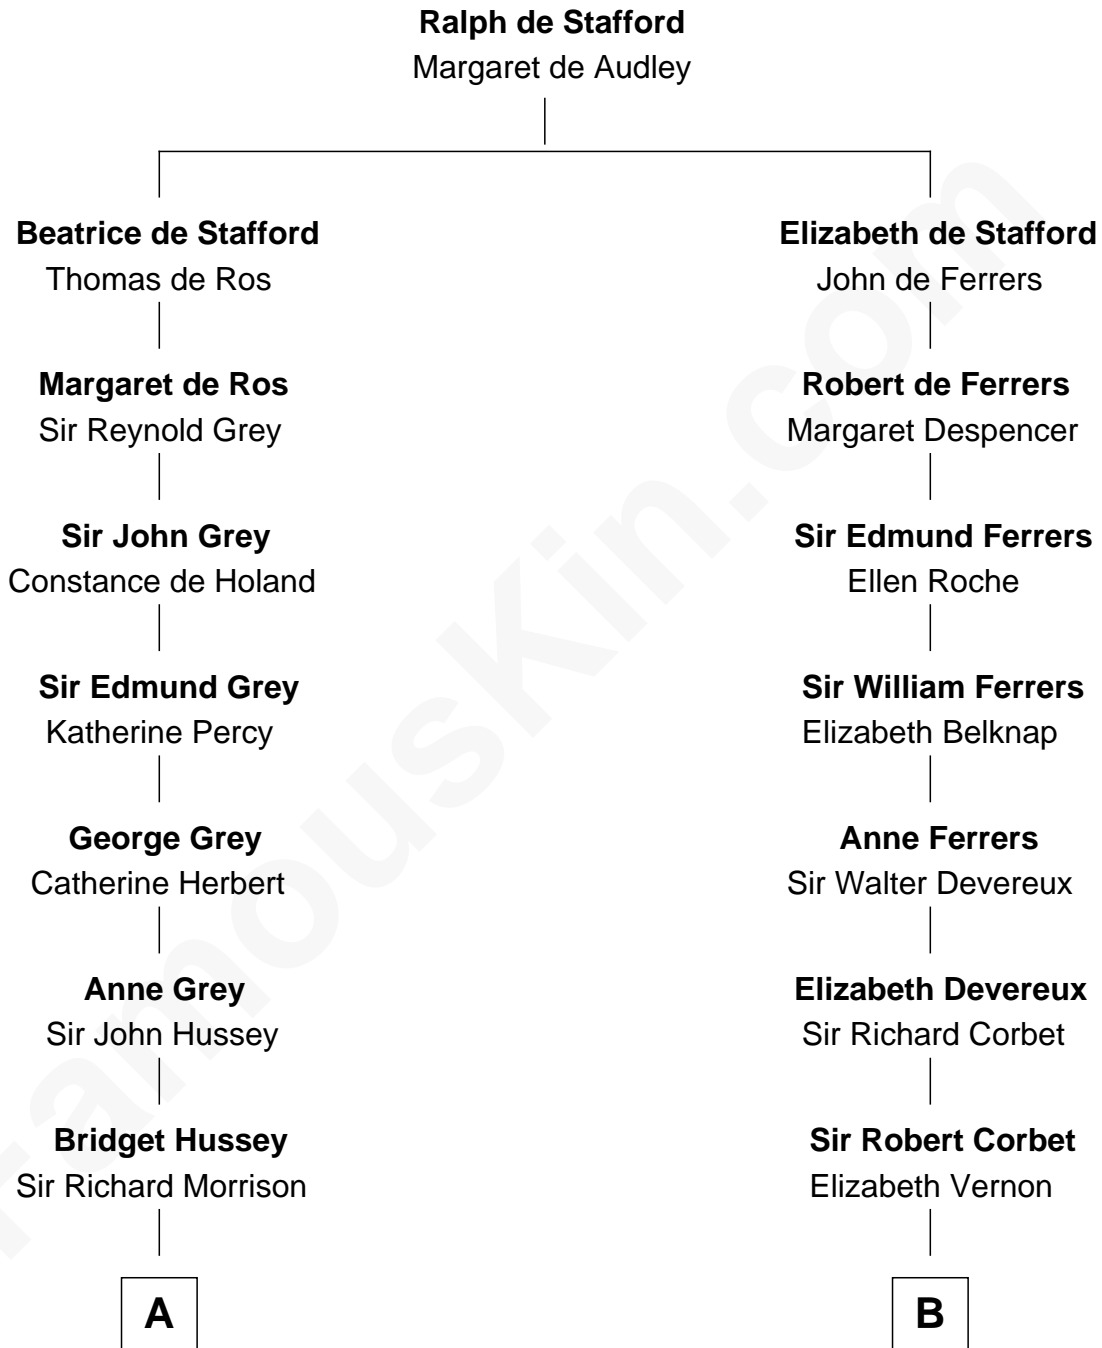 Ralph de Stafford
Margaret de Audley
Beatrice de Stafford
Thomas de Ros
Elizabeth de Stafford
John de Ferrers
Margaret de Ros
Sir Reynold Grey
Robert de Ferrers
Margaret Despencer
Sir John Grey
Constance de Holand
Sir Edmund Ferrers
Ellen Roche
Sir Edmund Grey
Katherine Percy
Sir William Ferrers
Elizabeth Belknap
George Grey
Catherine Herbert
Anne Ferrers
Sir Walter Devereux
Anne Grey
Sir John Hussey
Elizabeth Devereux
Sir Richard Corbet
Bridget Hussey
Sir Richard Morrison
Sir Robert Corbet
Elizabeth Vernon
A
B
FamousKin.com